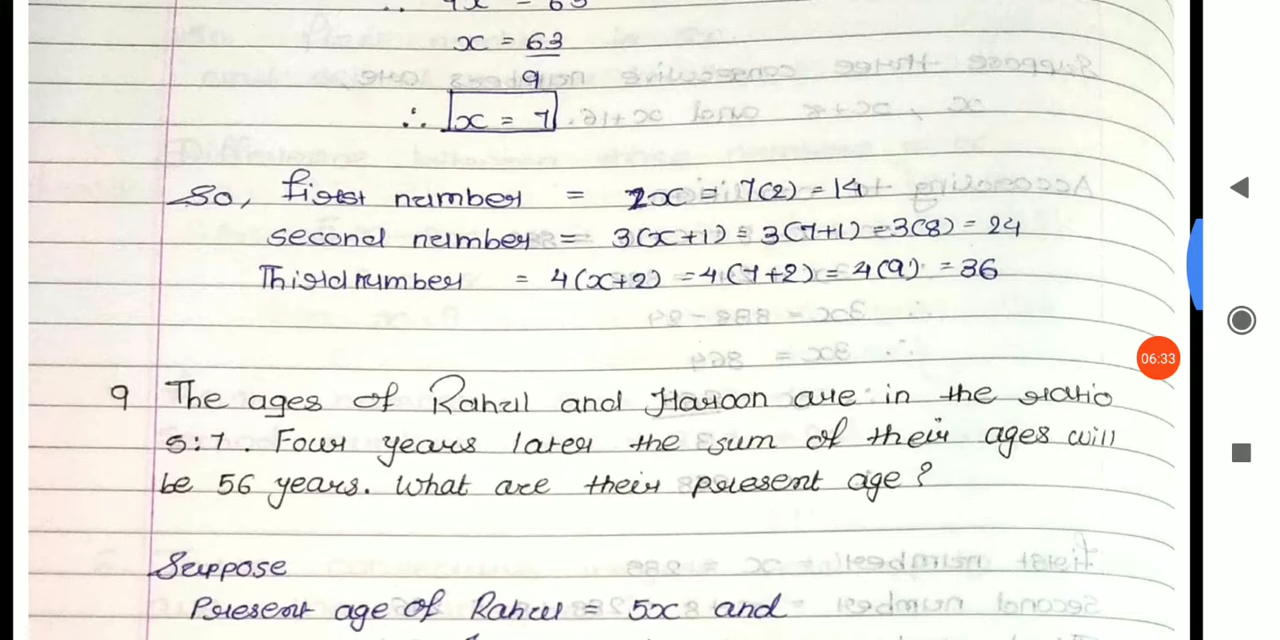 x = 63
9
∴ x = 7
So, first number = 2x = 7(2) = 14
second number = 3(x+1) = 3(7+1) = 3(8) = 24
Third number = 4(x+2) = 4(7+2) = 4(9) = 36
06:33
9 The ages of Rahul and Haroon are in the ratio
5:7. Four years later the sum of their ages will
be 56 years. What are their present age?
Suppose
Present age of Rahul = 5x and